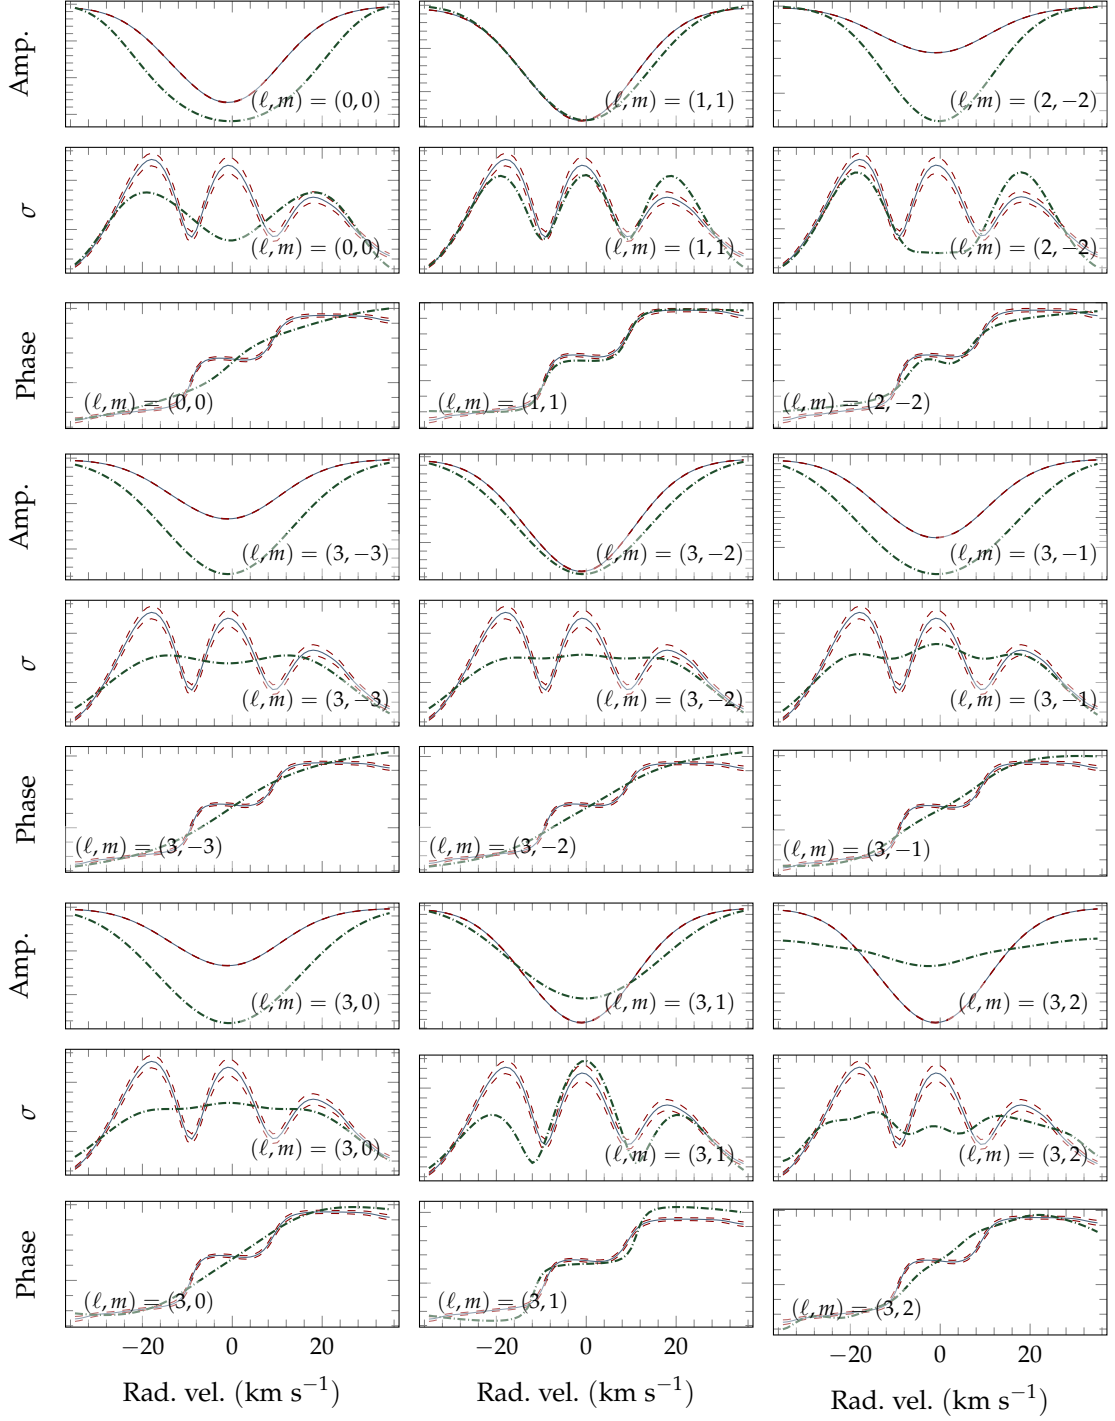 Amp.
(ℓ, m) = (0, 0)
(ℓ, m) = (1, 1)
(ℓ, m) = (2, −2)
σ
(ℓ, m) = (0, 0)
(ℓ, m) = (1, 1)
(ℓ, m) = (2, −2)
Phase
(ℓ, m) = (0, 0)
(ℓ, m) = (1, 1)
(ℓ, m) = (2, −2)
Amp.
(ℓ, m) = (3, −3)
(ℓ, m) = (3, −2)
(ℓ, m) = (3, −1)
σ
(ℓ, m) = (3, −3)
(ℓ, m) = (3, −2)
(ℓ, m) = (3, −1)
Phase
(ℓ, m) = (3, −3)
(ℓ, m) = (3, −2)
(ℓ, m) = (3, −1)
Amp.
(ℓ, m) = (3, 0)
(ℓ, m) = (3, 1)
(ℓ, m) = (3, 2)
σ
(ℓ, m) = (3, 0)
(ℓ, m) = (3, 1)
(ℓ, m) = (3, 2)
Phase
(ℓ, m) = (3, 0)
(ℓ, m) = (3, 1)
(ℓ, m) = (3, 2)
−20 0 20
−20 0 20
−20 0 20
Rad. vel. (km s⁻¹)
Rad. vel. (km s⁻¹)
Rad. vel. (km s⁻¹)